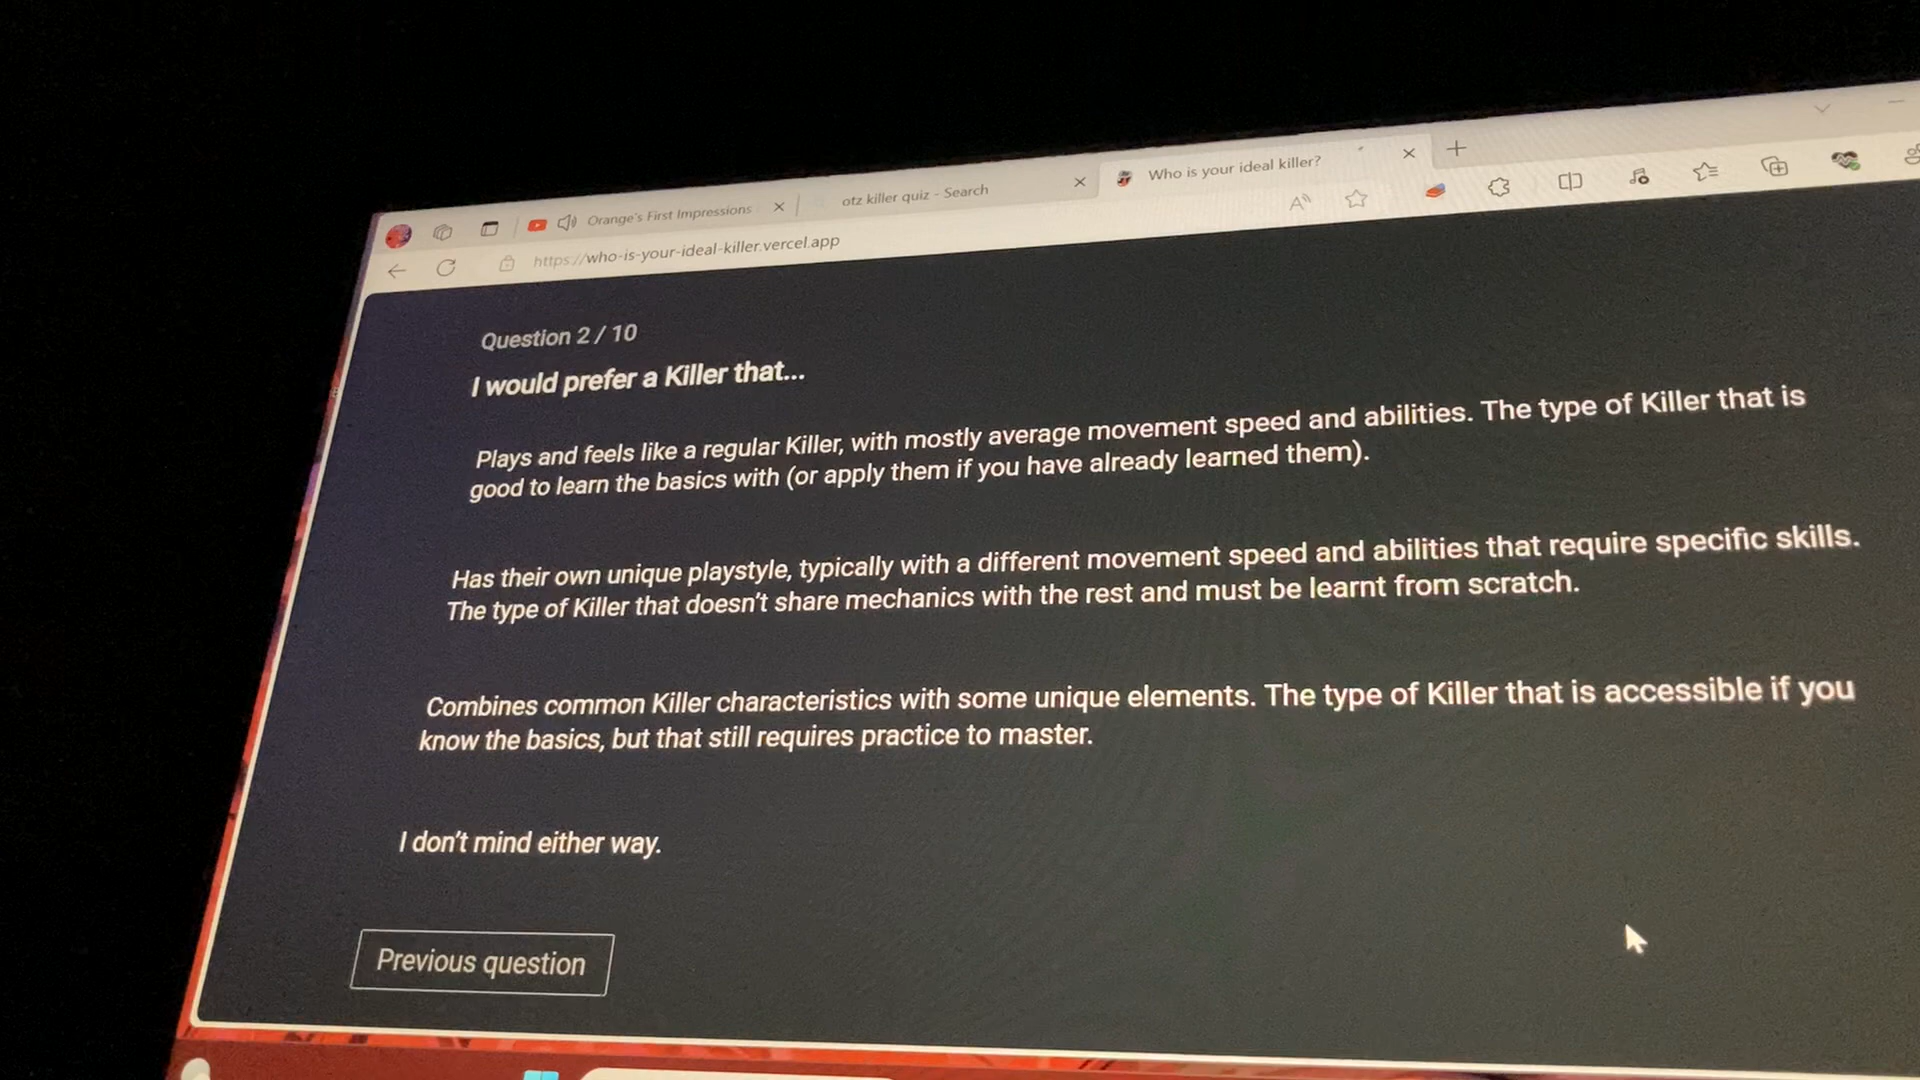 Orange's First Impressions
otz killer quiz - Search
Who is your ideal killer?
https://who-is-your-ideal-killer.vercel.app
Question 2 / 10
I would prefer a Killer that...
Plays and feels like a regular Killer, with mostly average movement speed and abilities. The type of Killer that is
good to learn the basics with (or apply them if you have already learned them).
Has their own unique playstyle, typically with a different movement speed and abilities that require specific skills.
The type of Killer that doesn't share mechanics with the rest and must be learnt from scratch.
Combines common Killer characteristics with some unique elements. The type of Killer that is accessible if you
know the basics, but that still requires practice to master.
I don't mind either way.
Previous question